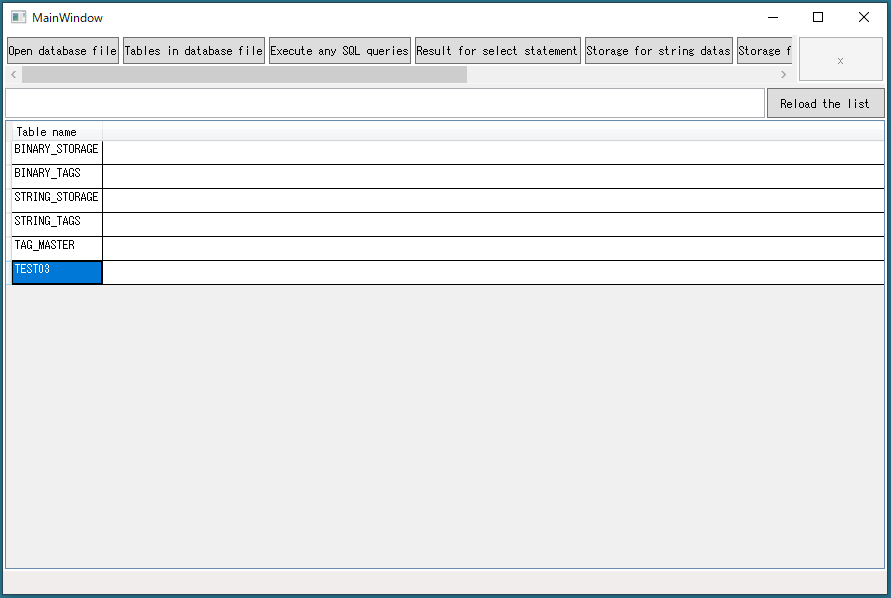 MainWindow
Open database file Tables in database file Execute any SQL queries Result for select statement Storage for string datas Storage f
x
Reload the list
Table name
BINARY_STORAGE
BINARY_TAGS
STRING_STORAGE
STRING_TAGS
TAG_MASTER
TEST03